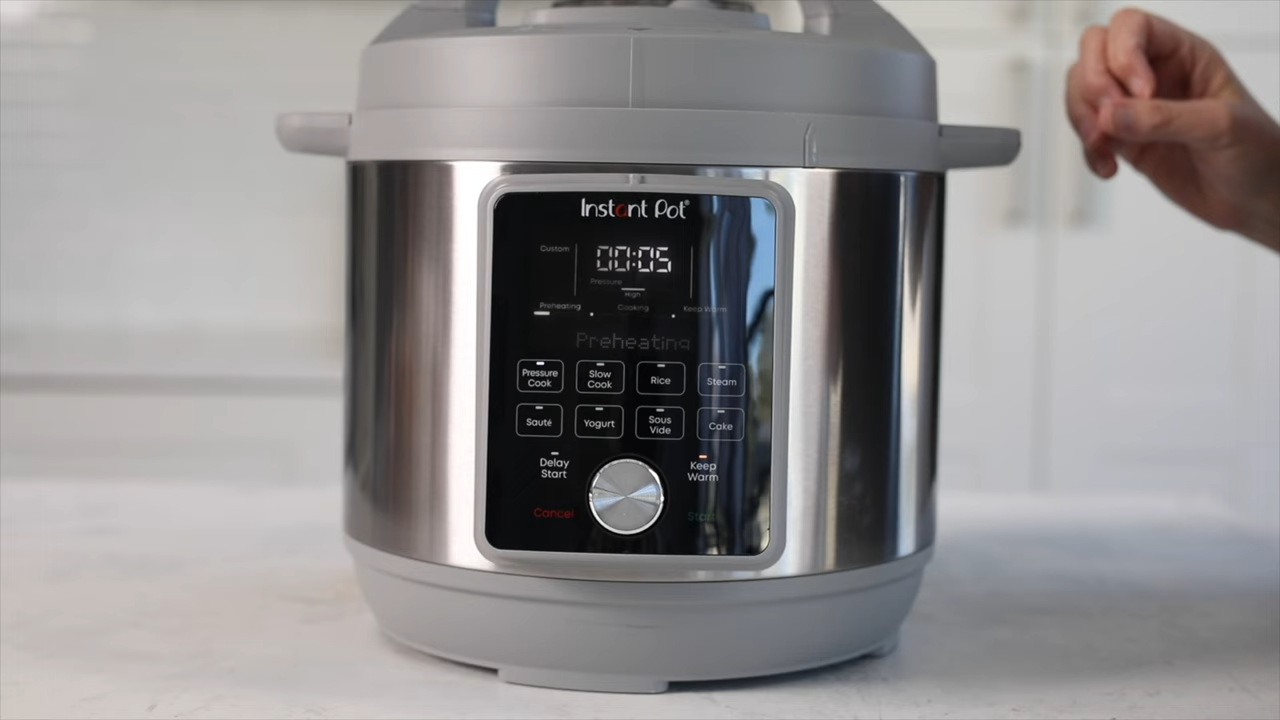 Instant Pot®
Custom
00:05
Pressure
High
Preheating Cooking Keep Warm
Preheating
Pressure Cook
Slow Cook
Rice
Steam
Sauté
Yogurt
Sous Vide
Cake
Delay Start
Keep Warm
Cancel
Start